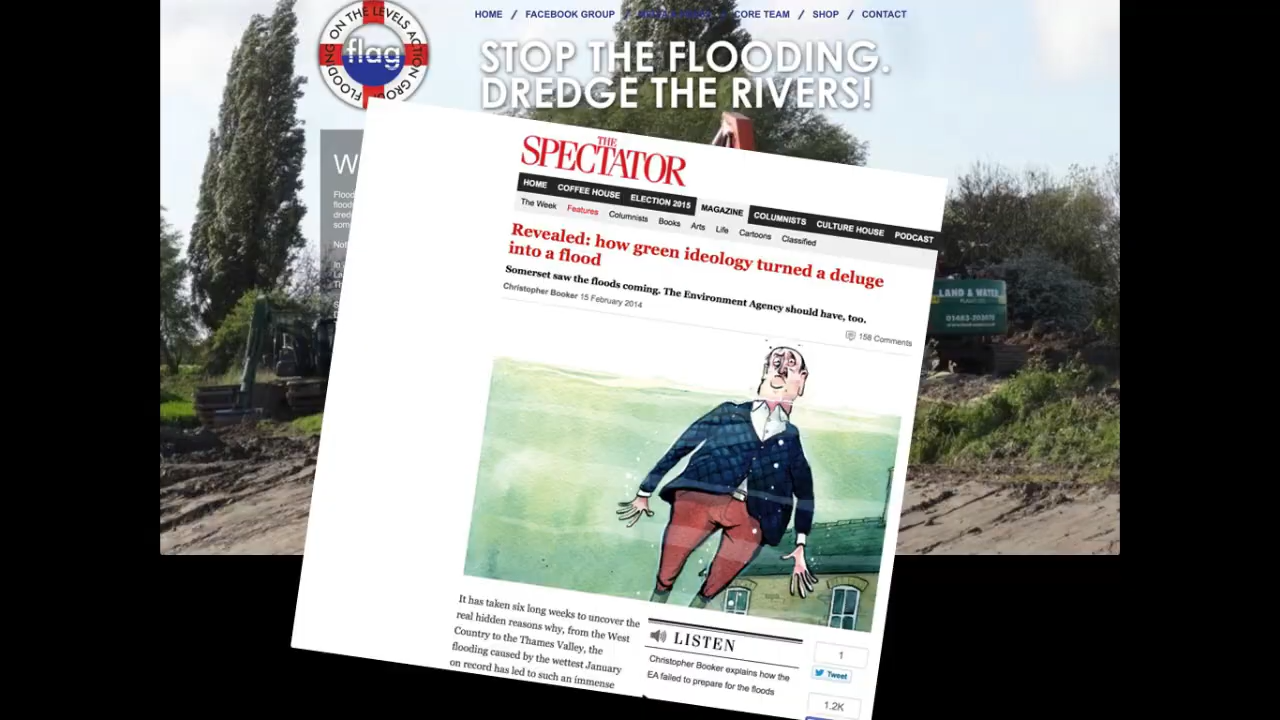 HOME / FACEBOOK GROUP / / CORE TEAM / SHOP / CONTACT
FLOODING ON THE LEVELS ACTION GROUP
flag
STOP THE FLOODING.
DREDGE THE RIVERS!
W
Not
THE
SPECTATOR
HOME COFFEE HOUSE ELECTION 2015 MAGAZINE COLUMNISTS CULTURE HOUSE PODCAST
The Week Features Columnists Books Arts Life Cartoons Classified
Revealed: how green ideology turned a deluge
into a flood
Somerset saw the floods coming. The Environment Agency should have, too.
Christopher Booker 15 February 2014
158 Comments
LAND & WATER
It has taken six long weeks to uncover the
real hidden reasons why, from the West
Country to the Thames Valley, the
flooding caused by the wettest January
on record has led to such an immense
LISTEN
Christopher Booker explains how the
EA failed to prepare for the floods
1
Tweet
1.2K